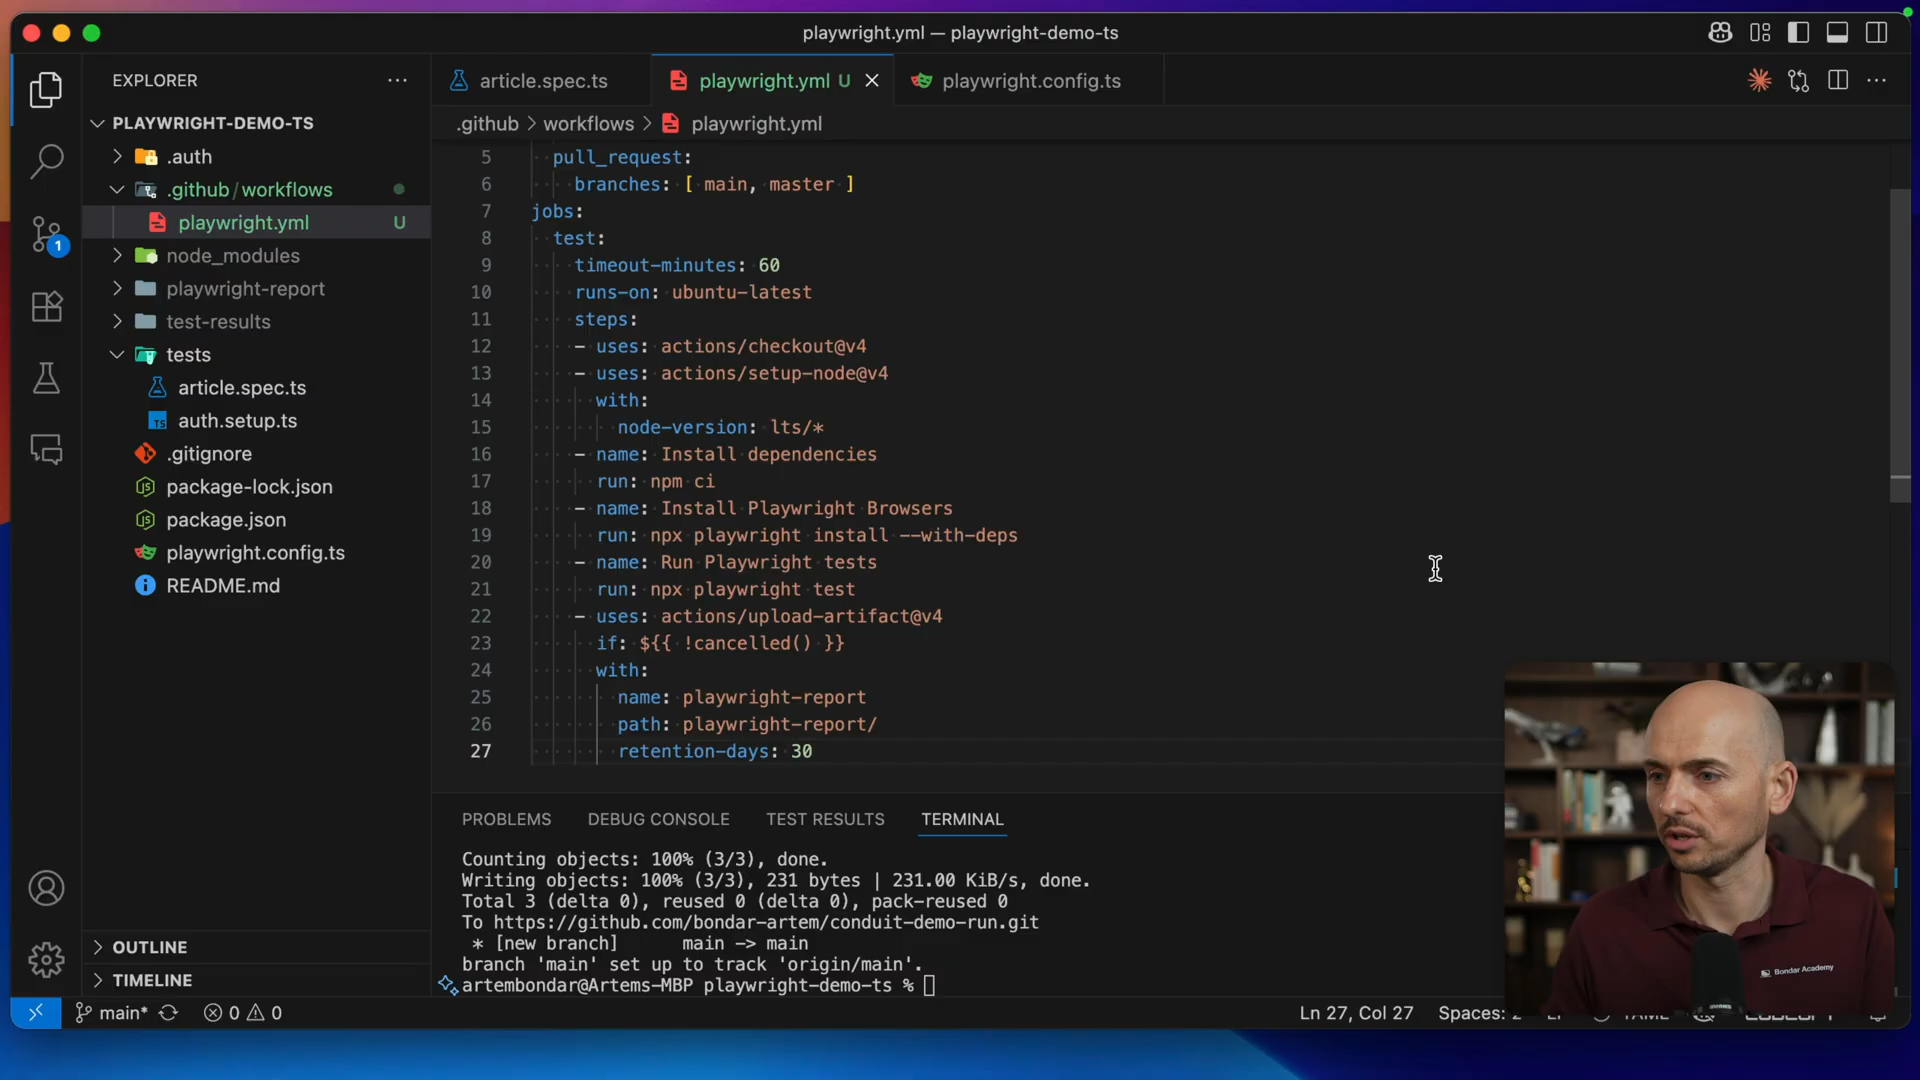 playwright.yml — playwright-demo-ts
EXPLORER
article.spec.ts
playwright.yml U
playwright.config.ts
PLAYWRIGHT-DEMO-TS
.github > workflows > playwright.yml
.auth
.github/workflows
playwright.yml U
node_modules
playwright-report
test-results
tests
article.spec.ts
auth.setup.ts
.gitignore
package-lock.json
package.json
playwright.config.ts
README.md
5 pull_request:
6 branches: [ main, master ]
7 jobs:
8 test:
9 timeout-minutes: 60
10 runs-on: ubuntu-latest
11 steps:
12 - uses: actions/checkout@v4
13 - uses: actions/setup-node@v4
14 with:
15 node-version: lts/*
16 - name: Install dependencies
17 run: npm ci
18 - name: Install Playwright Browsers
19 run: npx playwright install --with-deps
20 - name: Run Playwright tests
21 run: npx playwright test
22 - uses: actions/upload-artifact@v4
23 if: ${{ !cancelled() }}
24 with:
25 name: playwright-report
26 path: playwright-report/
27 retention-days: 30
1
PROBLEMS DEBUG CONSOLE TEST RESULTS TERMINAL
Counting objects: 100% (3/3), done.
Writing objects: 100% (3/3), 231 bytes | 231.00 KiB/s, done.
Total 3 (delta 0), reused 0 (delta 0), pack-reused 0
To https://github.com/bondar-artem/conduit-demo-run.git
* [new branch] main -> main
branch 'main' set up to track 'origin/main'.
artembondar@Artems-MBP playwright-demo-ts %
OUTLINE
TIMELINE
Bondar Academy
main* 0 0
Ln 27, Col 27 Spaces: